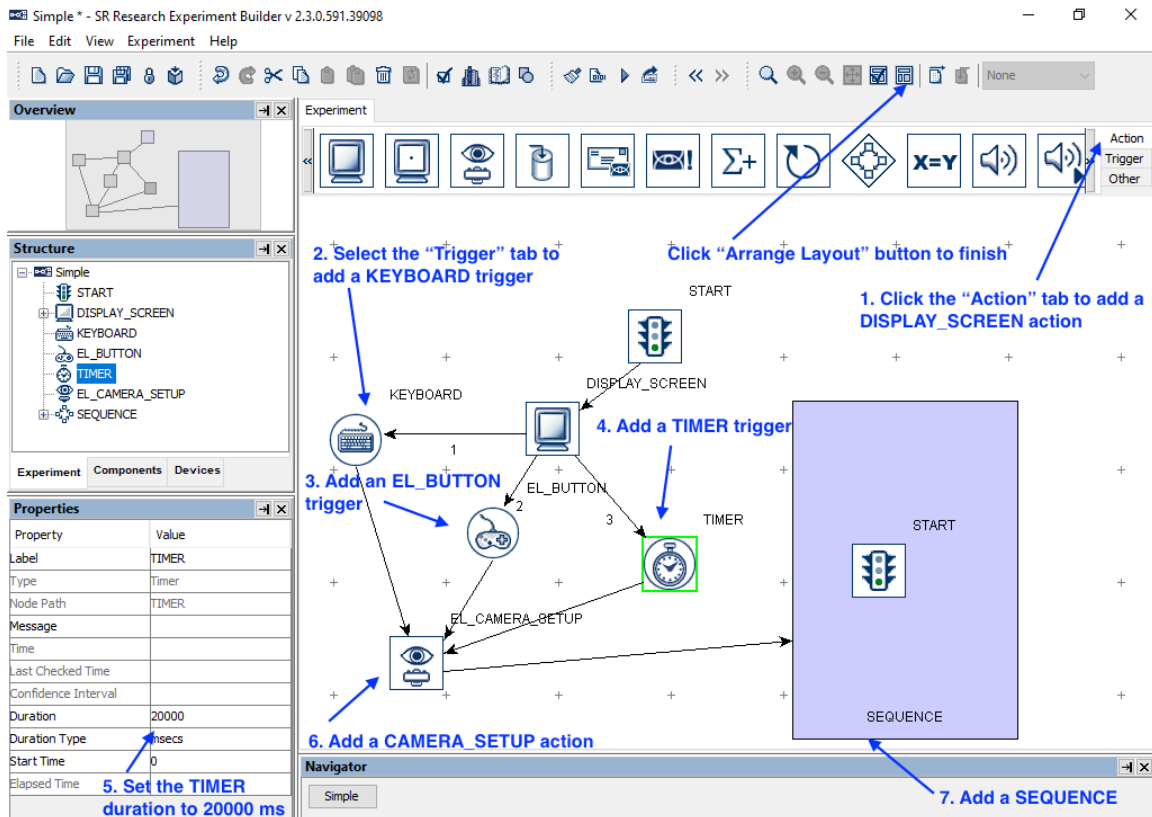 Simple * - SR Research Experiment Builder v 2.3.0.591.39098
File Edit View Experiment Help
None
Overview
Experiment
Action
Trigger
Other
X=Y
Σ+
Structure
Simple
START
DISPLAY_SCREEN
KEYBOARD
EL_BUTTON
TIMER
EL_CAMERA_SETUP
SEQUENCE
Experiment Components Devices
Properties
Property Value
Label TIMER
Type Timer
Node Path TIMER
Message
Time
Last Checked Time
Confidence Interval
Duration 20000
Duration Type msecs
Start Time 0
Elapsed Time
5. Set the TIMER
duration to 20000 ms
2. Select the “Trigger” tab to
add a KEYBOARD trigger
Click “Arrange Layout” button to finish
1. Click the “Action” tab to add a
DISPLAY_SCREEN action
START
DISPLAY_SCREEN
KEYBOARD
4. Add a TIMER trigger
1
3. Add an EL_BUTTON
trigger
EL_BUTTON
2
3
TIMER
START
EL_CAMERA_SETUP
SEQUENCE
6. Add a CAMERA_SETUP action
7. Add a SEQUENCE
Navigator
Simple